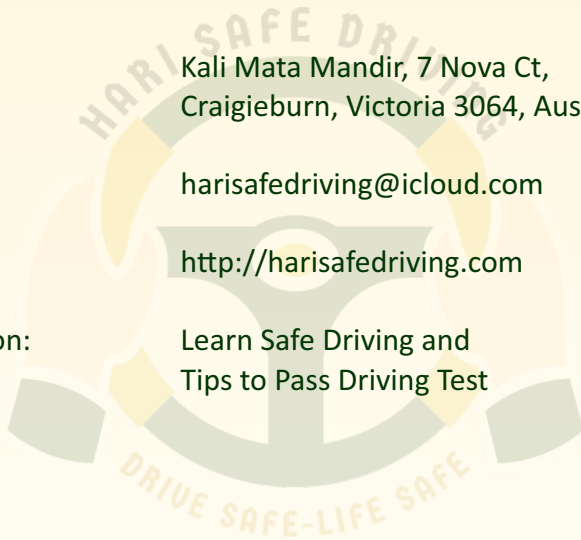 HARI SAFE DRIVING
Kali Mata Mandir, 7 Nova Ct,
Craigieburn, Victoria 3064, Aus
harisafedriving@icloud.com
http://harisafedriving.com
on: Learn Safe Driving and
Tips to Pass Driving Test
DRIVE SAFE-LIFE SAFE